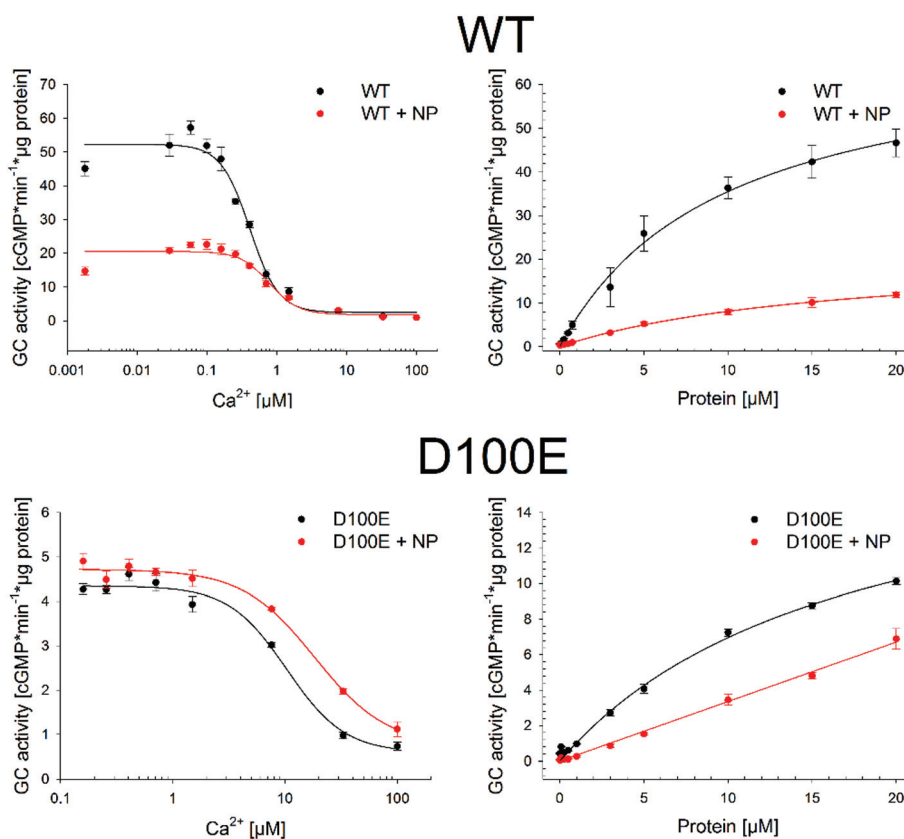 WT
WT
WT + NP
GC activity [cGMP*min⁻¹*µg protein]
70
60
50
40
30
20
10
0
0.001
0.1
1
10
100
Ca²⁺ [µM]
WT
WT + NP
GC activity [cGMP*min⁻¹*µg protein]
60
50
40
30
20
10
0
0
5
10
15
20
Protein [µM]
D100E
D100E
D100E + NP
GC activity [cGMP*min⁻¹*µg protein]
6
5
4
3
2
1
0
0.1
1
10
100
Ca²⁺ [µM]
D100E
D100E + NP
GC activity [cGMP*min⁻¹*µg protein]
14
12
10
8
6
4
2
0
0
5
10
15
20
Protein [µM]